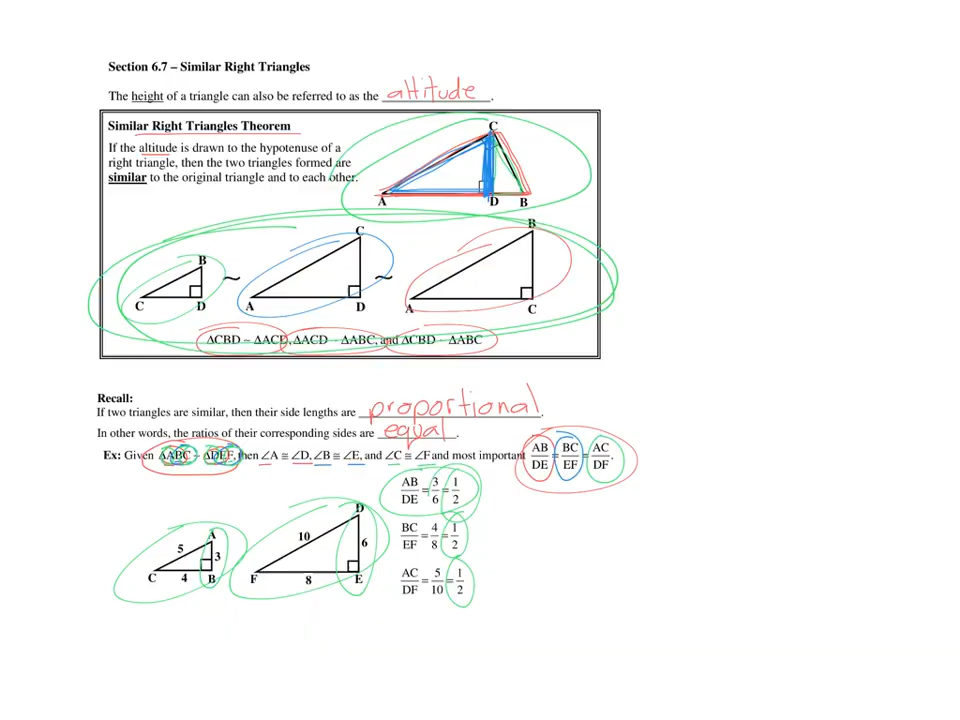 Section 6.7 – Similar Right Triangles
The height of a triangle can also be referred to as the altitude.
Similar Right Triangles Theorem
If the altitude is drawn to the hypotenuse of a
right triangle, then the two triangles formed are
similar to the original triangle and to each other.
C
A D B
B
C D
~
C
A D
~
B
A C
ΔCBD ~ ΔACD, ΔACD ~ ΔABC, and ΔCBD ~ ΔABC
Recall:
If two triangles are similar, then their side lengths are proportional.
In other words, the ratios of their corresponding sides are equal.
Ex: Given ΔABC ~ ΔDEF, then ∠A ≅ ∠D, ∠B ≅ ∠E, and ∠C ≅ ∠F and most important AB/DE = BC/EF = AC/DF.
AB/DE = 3/6 = 1/2
BC/EF = 4/8 = 1/2
AC/DF = 5/10 = 1/2
A
5 3
C 4 B
D
10 6
F 8 E